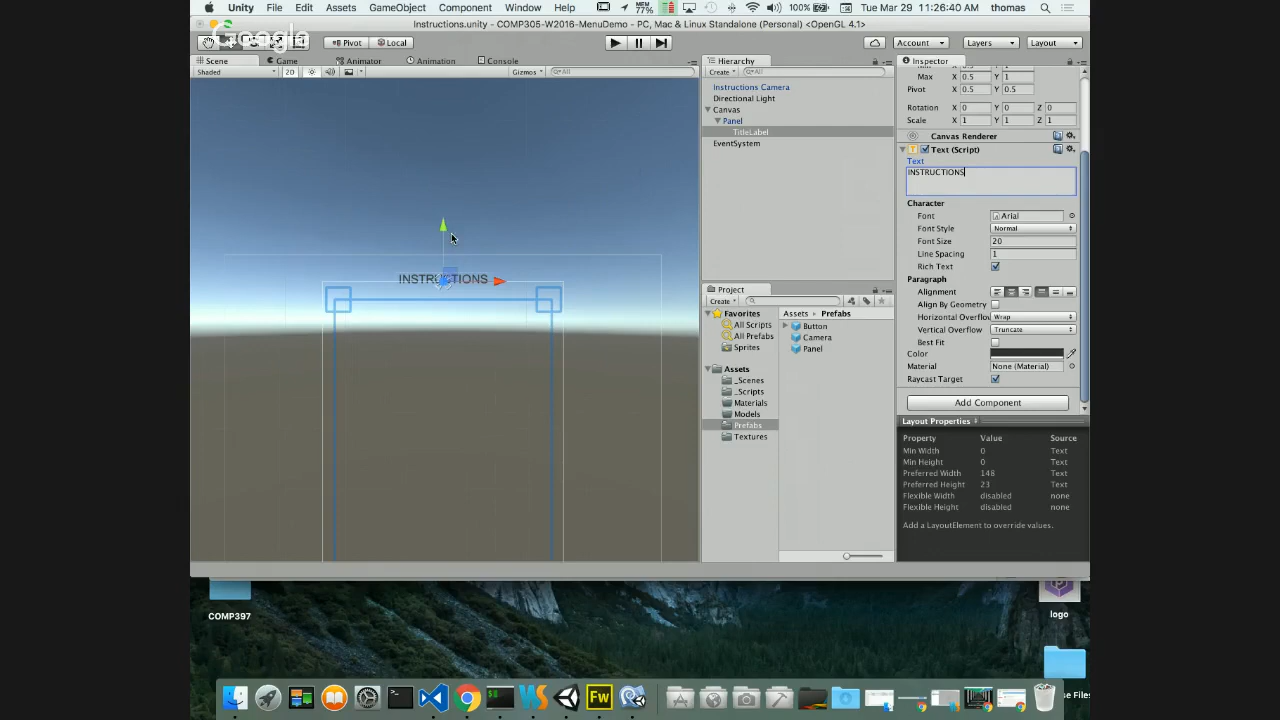 Unity File Edit Assets GameObject Component Window Help MEM 77% 100% Tue Mar 29 11:26:40 AM thomas
Instructions.unity - COMP305-W2016-MenuDemo - PC, Mac & Linux Standalone (Personal) <OpenGL 4.1>
Google
Pivot Local Account Layers Layout
Scene Game Animator Animation Console
Shaded 2D Gizmos All
INSTRUCTIONS
Hierarchy
Create All
Instructions Camera
Directional Light
Canvas
Panel
TitleLabel
EventSystem
Project
Create
Favorites
All Scripts
All Prefabs
Sprites
Assets
_Scenes
_Scripts
Materials
Models
Prefabs
Textures
Assets Prefabs
Button
Camera
Panel
Inspector
Max X 0.5 Y 1
Pivot X 0.5 Y 0.5
Rotation X 0 Y 0 Z 0
Scale X 1 Y 1 Z 1
Canvas Renderer
Text (Script)
Text
INSTRUCTIONS
Character
Font Arial
Font Style Normal
Font Size 20
Line Spacing 1
Rich Text
Paragraph
Alignment
Align By Geometry
Horizontal Overflow Wrap
Vertical Overflow Truncate
Best Fit
Color
Material None (Material)
Raycast Target
Add Component
Layout Properties
Property Value Source
Min Width 0 Text
Min Height 0 Text
Preferred Width 148 Text
Preferred Height 23 Text
Flexible Width disabled none
Flexible Height disabled none
Add a LayoutElement to override values.
COMP397
logo
Files
Fw